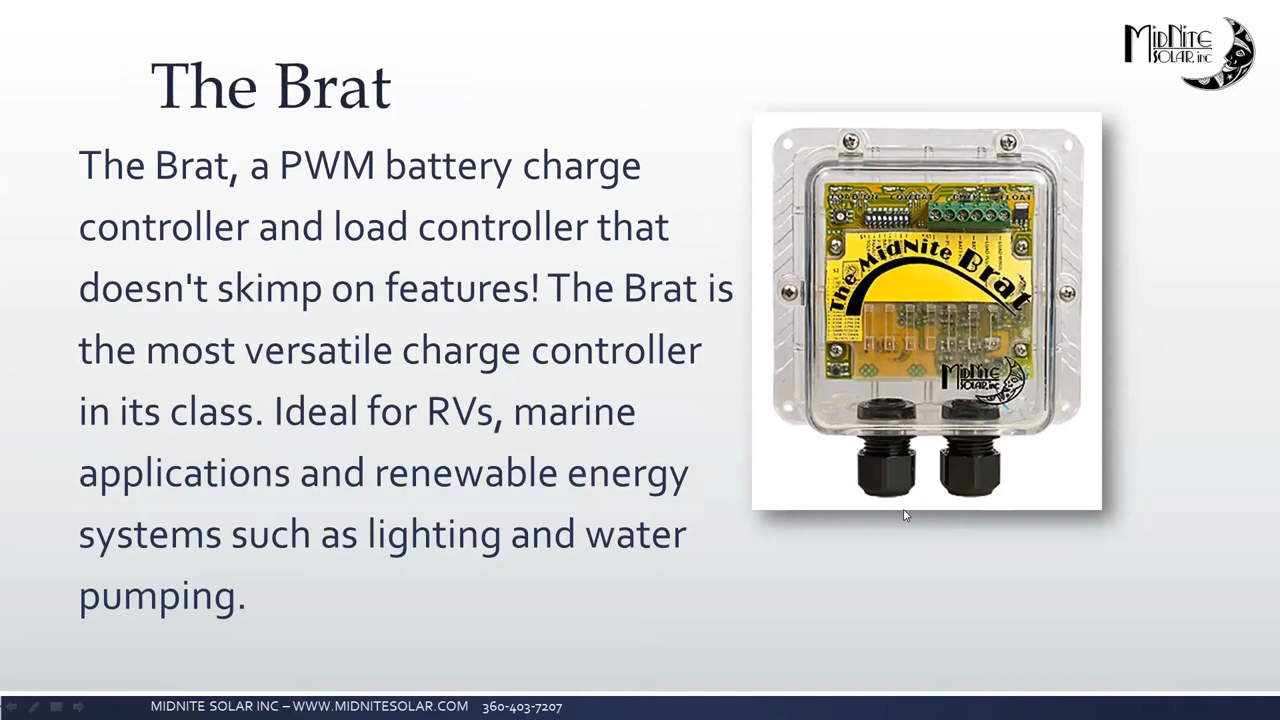 MidNite
SOLAR, INC
The Brat
The Brat, a PWM battery charge
controller and load controller that
doesn't skimp on features! The Brat is
the most versatile charge controller
in its class. Ideal for RVs, marine
applications and renewable energy
systems such as lighting and water
pumping.
The MidNite Brat
MidNite
SOLAR, INC
MIDNITE SOLAR INC – WWW.MIDNITESOLAR.COM 360-403-7207